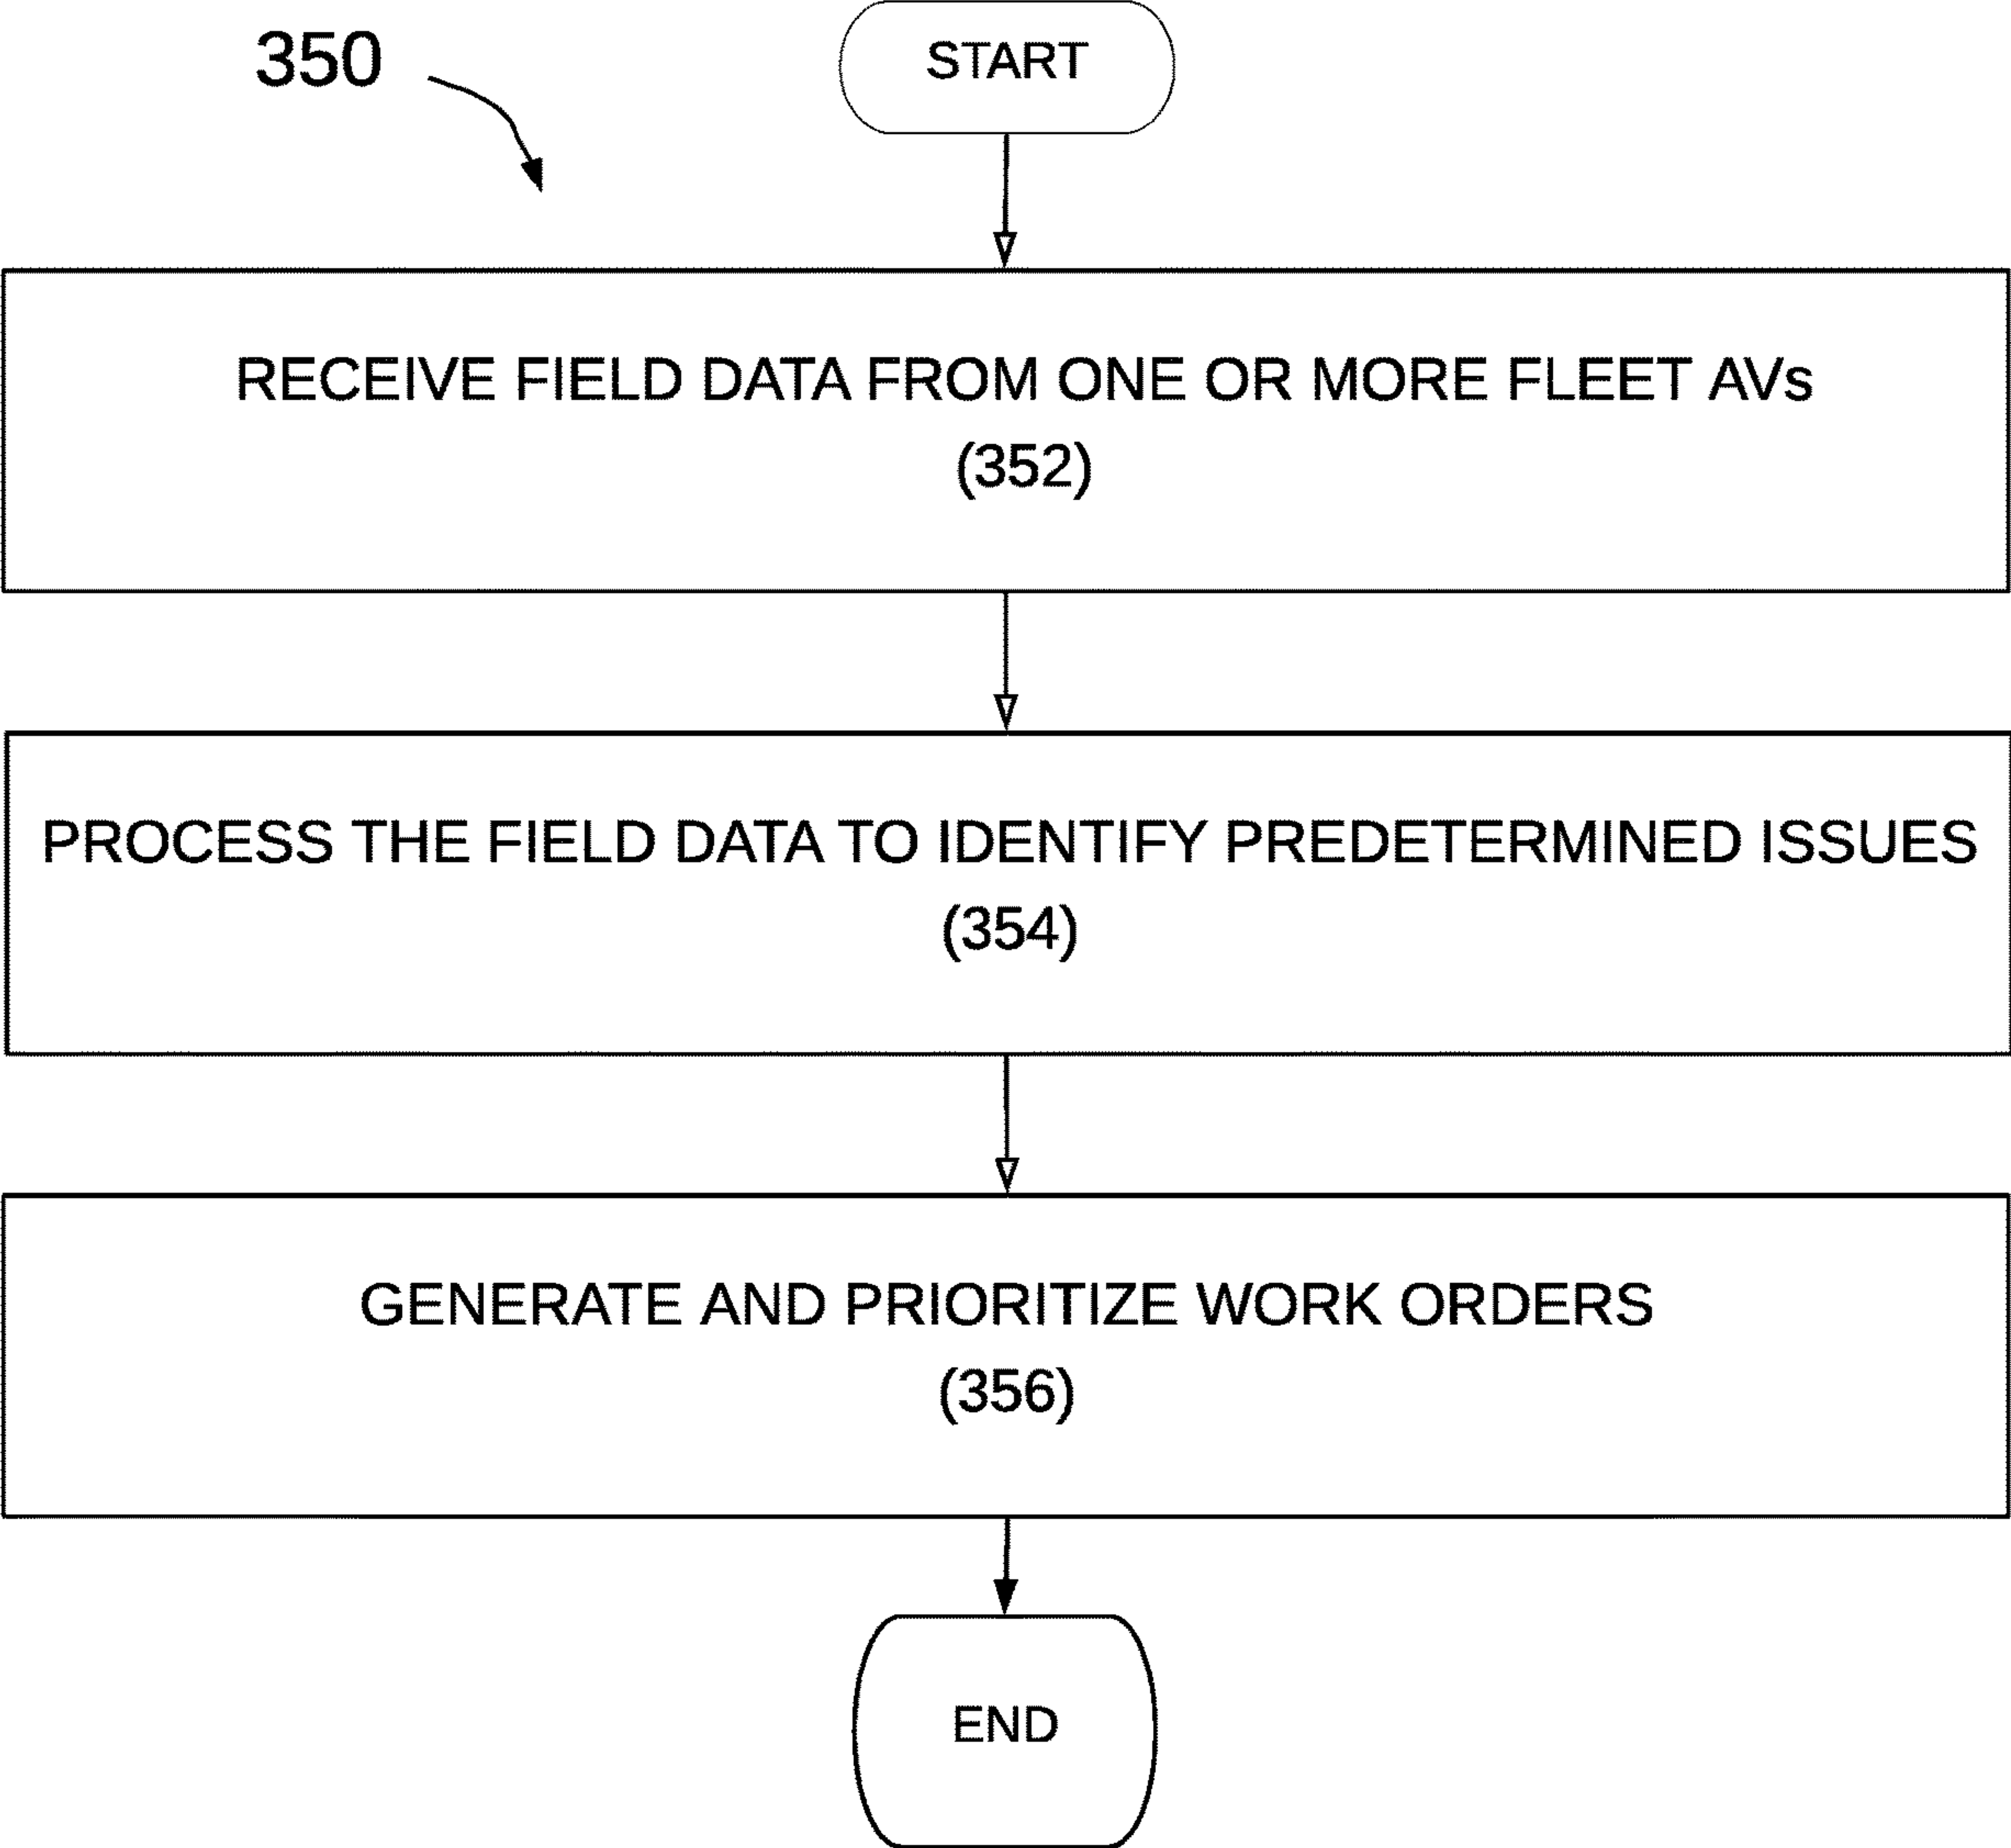 350
START
RECEIVE FIELD DATA FROM ONE OR MORE FLEET AVs
(352)
PROCESS THE FIELD DATA TO IDENTIFY PREDETERMINED ISSUES
(354)
GENERATE AND PRIORITIZE WORK ORDERS
(356)
END